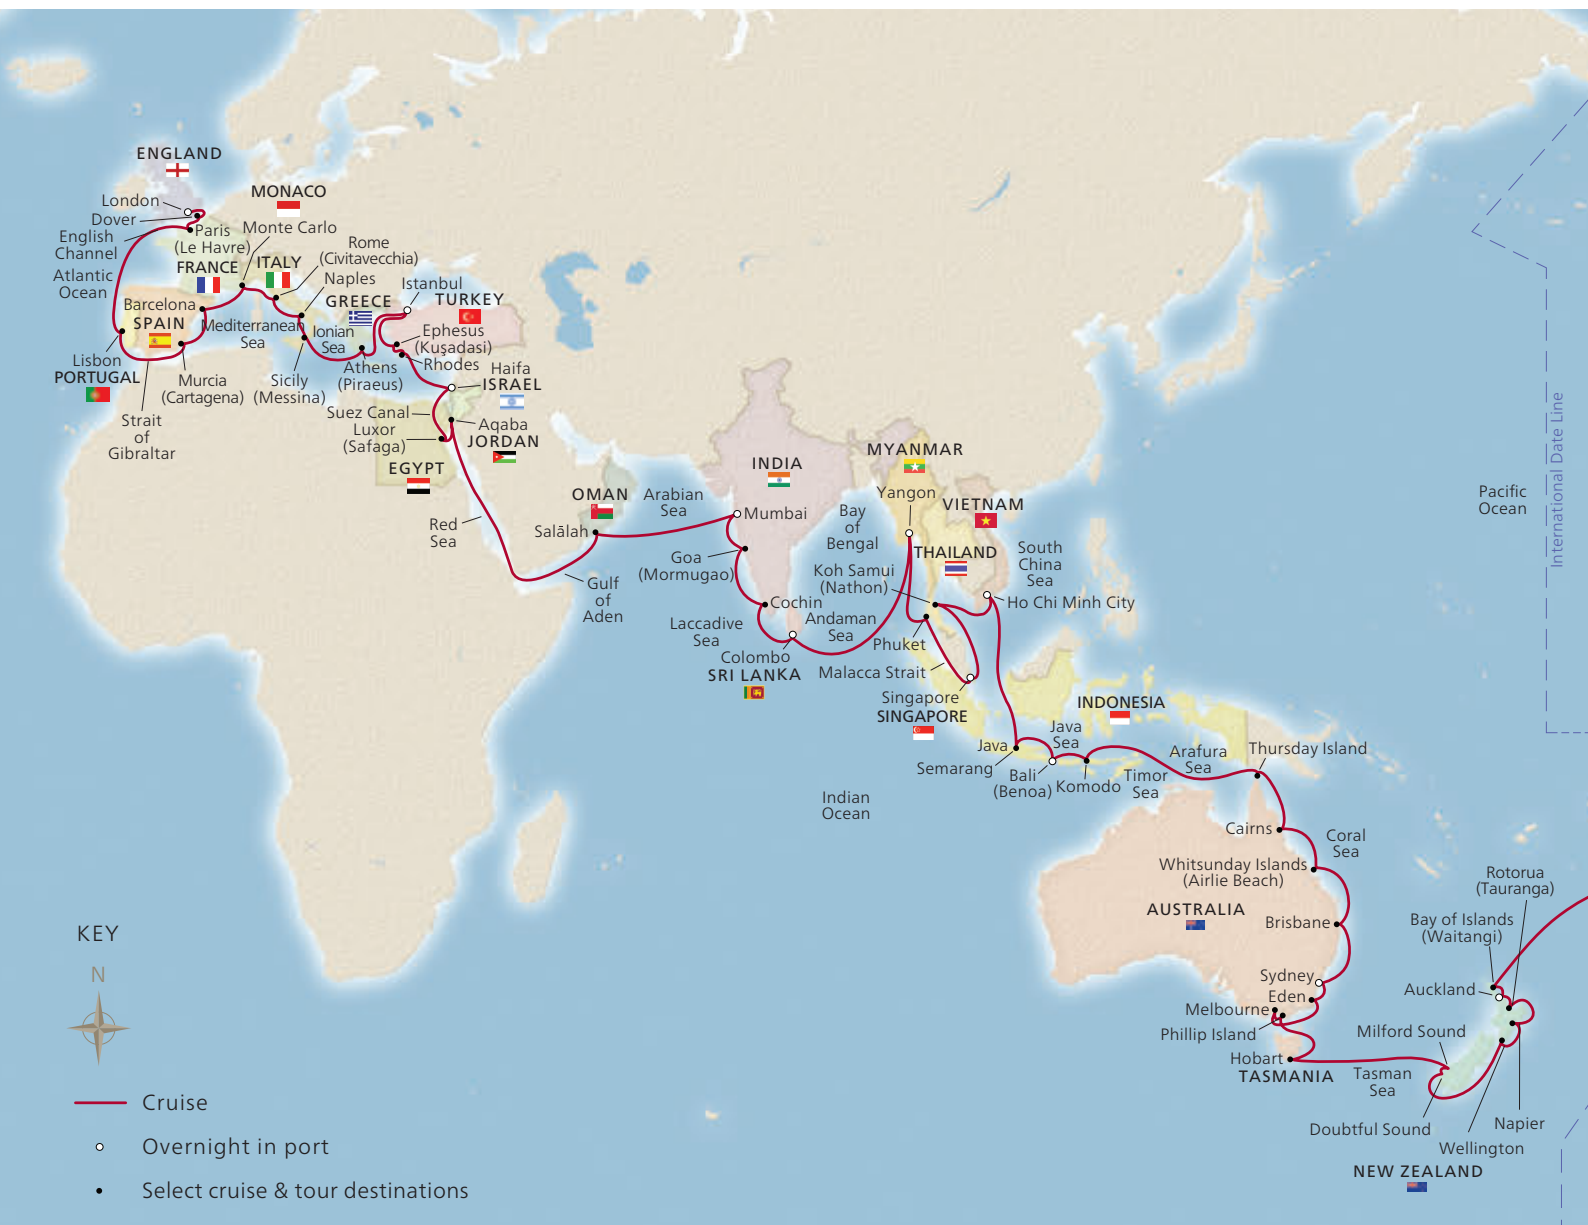 ENGLAND
London
Dover
English
Channel
Atlantic
Ocean
Paris
(Le Havre)
FRANCE
MONACO
Monte Carlo
ITALY
Rome
(Civitavecchia)
Naples
GREECE
Istanbul
TURKEY
Barcelona
SPAIN
Mediterranean
Sea
Ionian
Sea
Ephesus
(Kuşadasi)
Rhodes
Lisbon
PORTUGAL
Murcia
(Cartagena)
Sicily
(Messina)
Athens
(Piraeus)
Haifa
ISRAEL
Strait
of
Gibraltar
Suez Canal
Luxor
(Safaga)
Aqaba
JORDAN
EGYPT
Red
Sea
OMAN
Salālah
Arabian
Sea
Gulf
of
Aden
INDIA
Mumbai
Goa
(Mormugao)
Cochin
Laccadive
Sea
Colombo
SRI LANKA
Bay
of
Bengal
MYANMAR
Yangon
VIETNAM
THAILAND
Koh Samui
(Nathon)
South
China
Sea
Ho Chi Minh City
Andaman
Sea
Phuket
Malacca Strait
Singapore
SINGAPORE
INDONESIA
Java
Semarang
Java
Sea
Bali
(Benoa)
Komodo
Timor
Sea
Arafura
Sea
Thursday Island
Indian
Ocean
Pacific
Ocean
International Date Line
Cairns
Coral
Sea
Whitsunday Islands
(Airlie Beach)
AUSTRALIA
Brisbane
Sydney
Eden
Melbourne
Phillip Island
Hobart
TASMANIA
Tasman
Sea
Rotorua
(Tauranga)
Bay of Islands
(Waitangi)
Auckland
Milford Sound
Doubtful Sound
Napier
Wellington
NEW ZEALAND
KEY
N
Cruise
Overnight in port
Select cruise & tour destinations